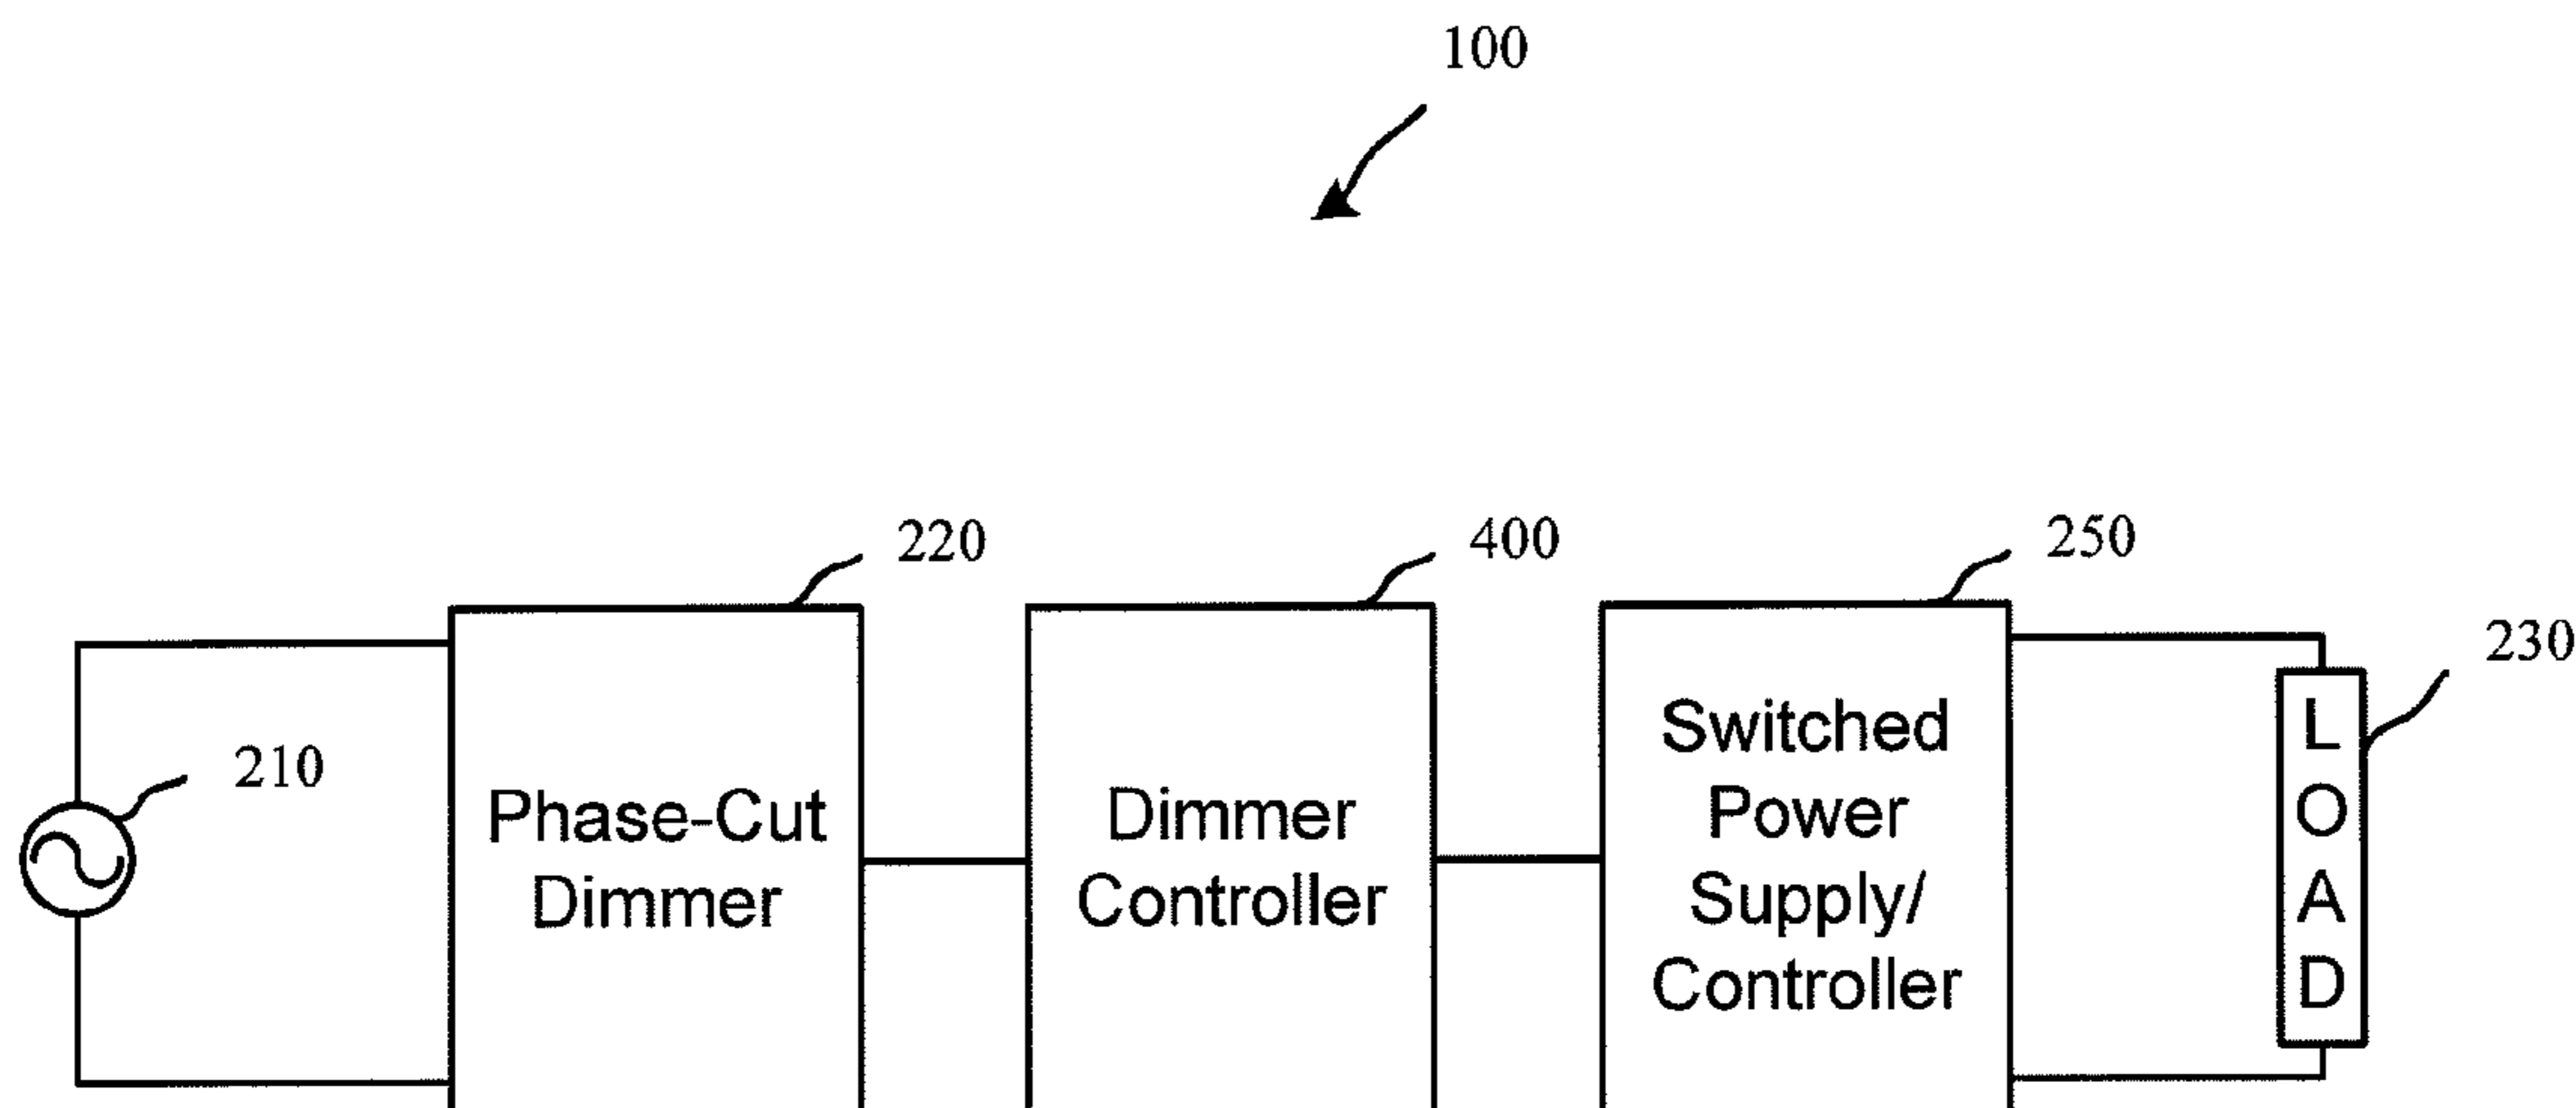 100
220
400
250
230
210
Phase-Cut
Dimmer
Dimmer
Controller
Switched
Power
Supply/
Controller
L
O
A
D